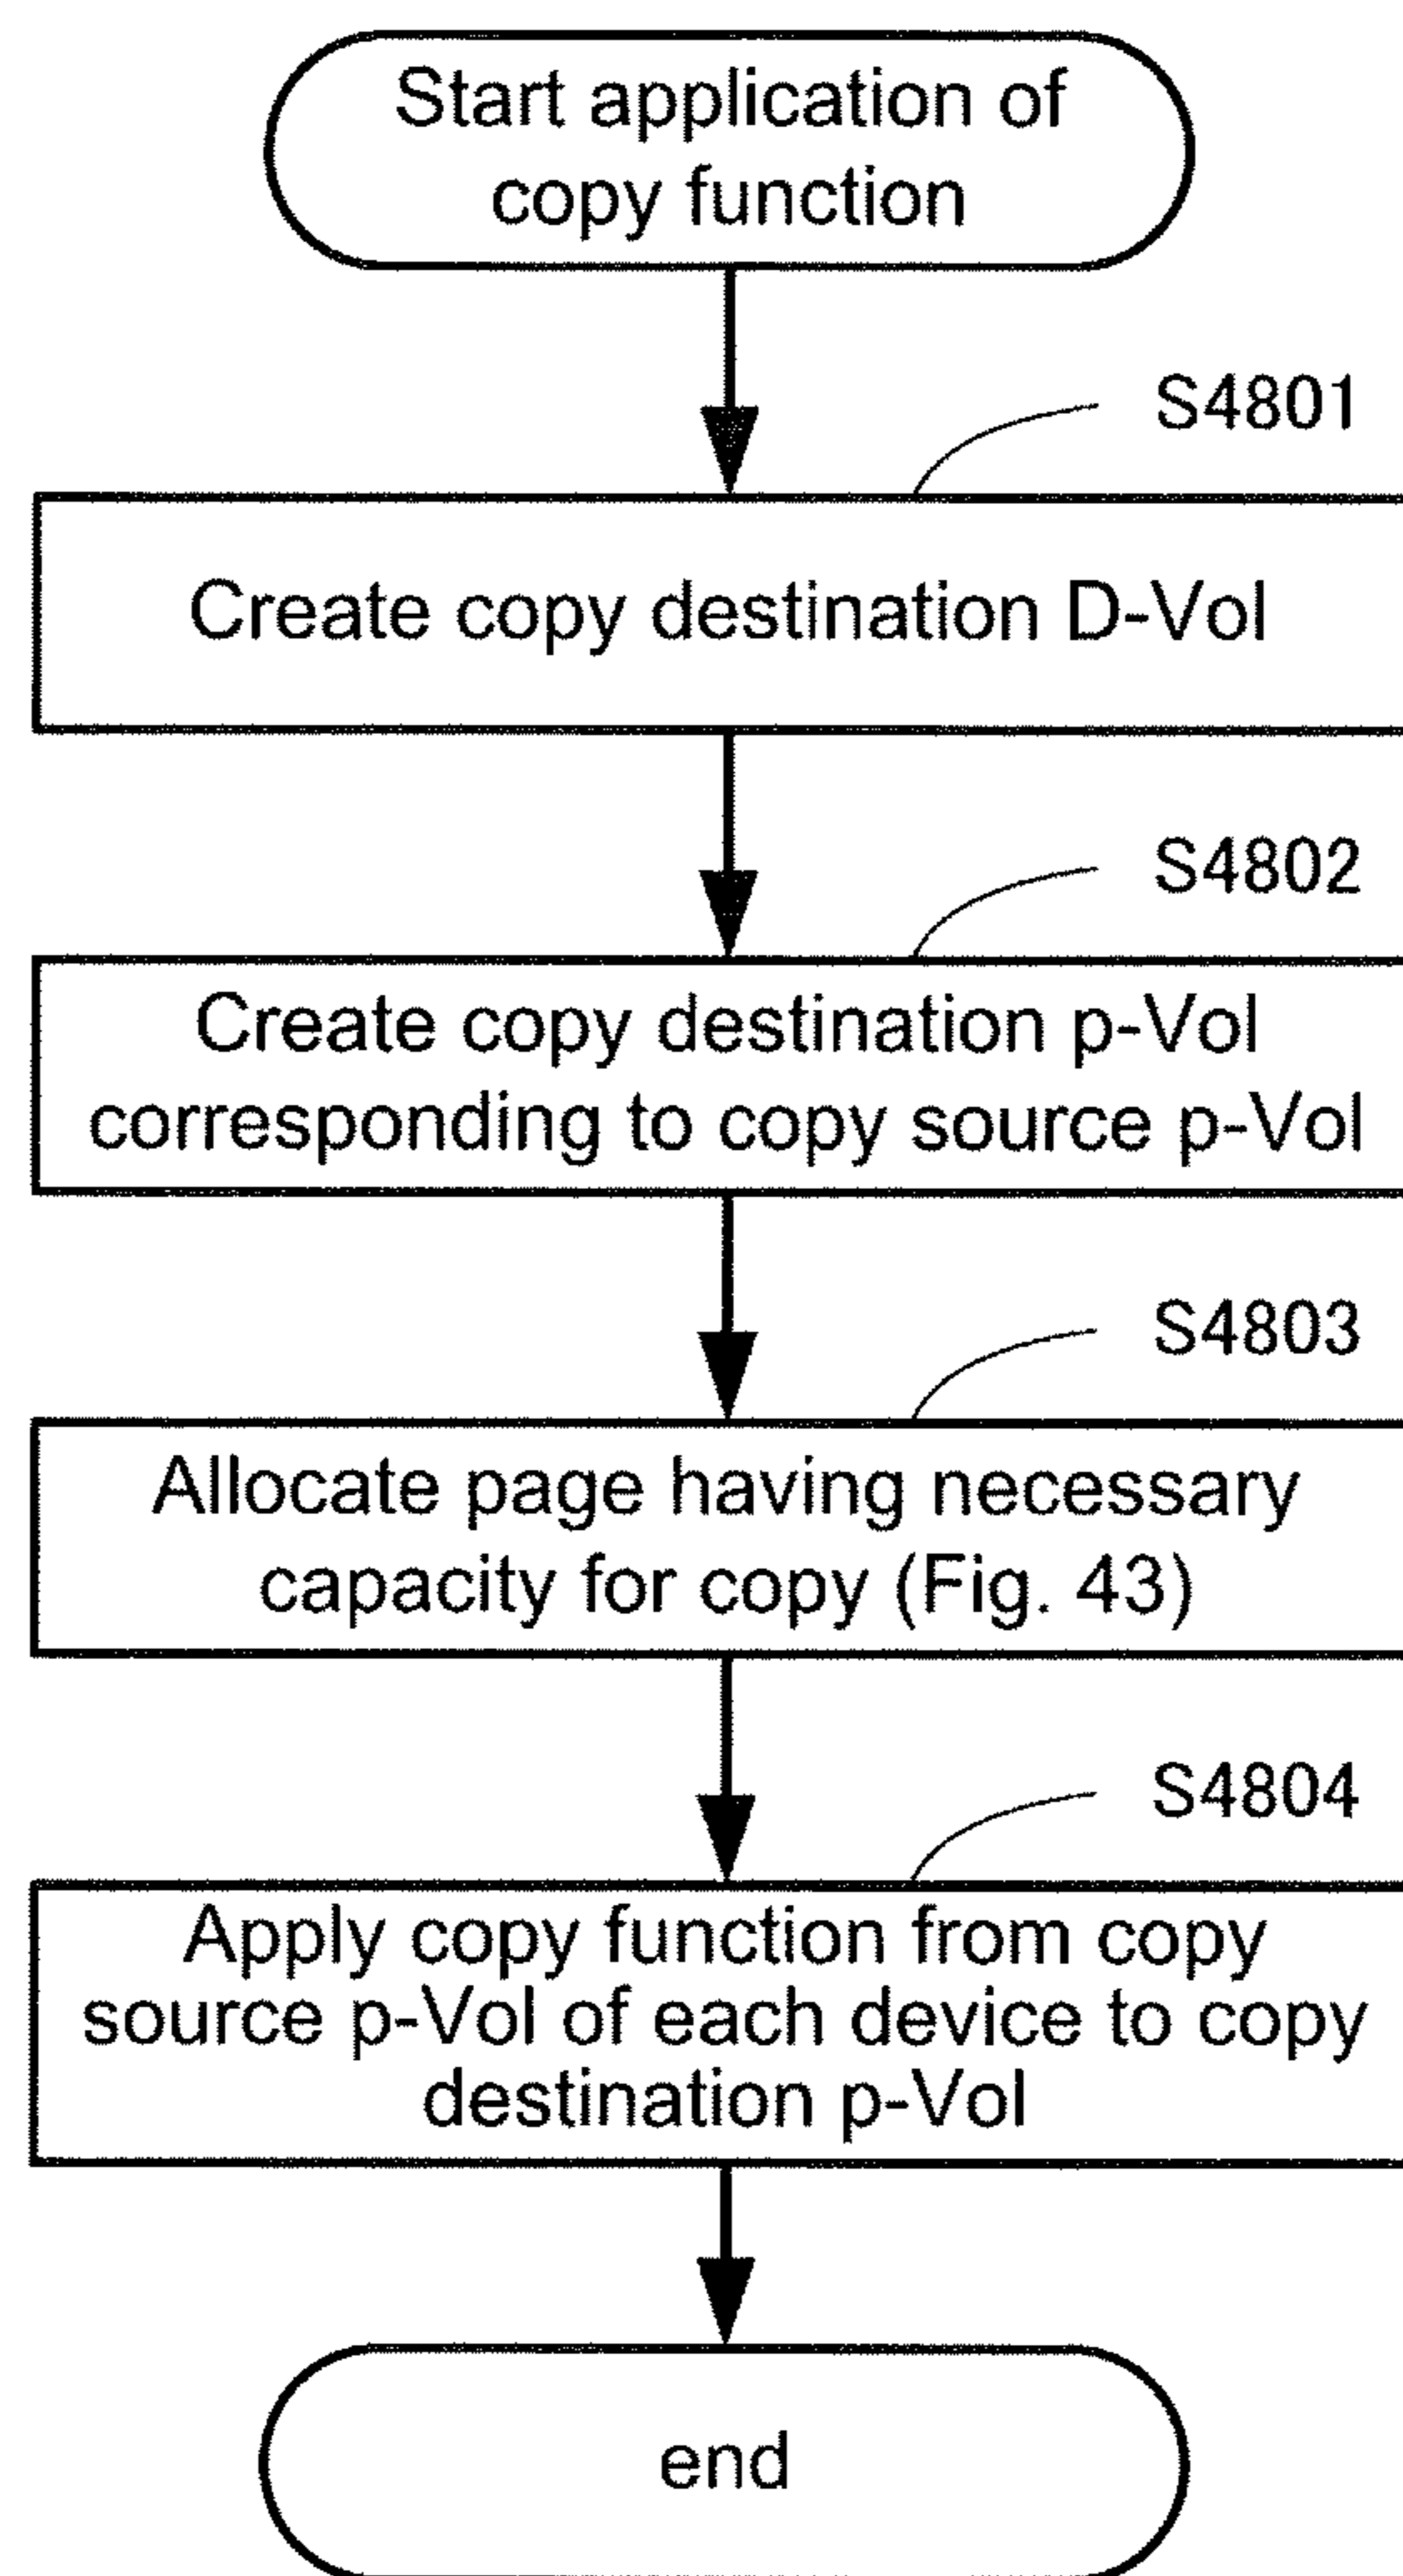 Start application of
copy function
S4801
Create copy destination D-Vol
S4802
Create copy destination p-Vol
corresponding to copy source p-Vol
S4803
Allocate page having necessary
capacity for copy (Fig. 43)
S4804
Apply copy function from copy
source p-Vol of each device to copy
destination p-Vol
end